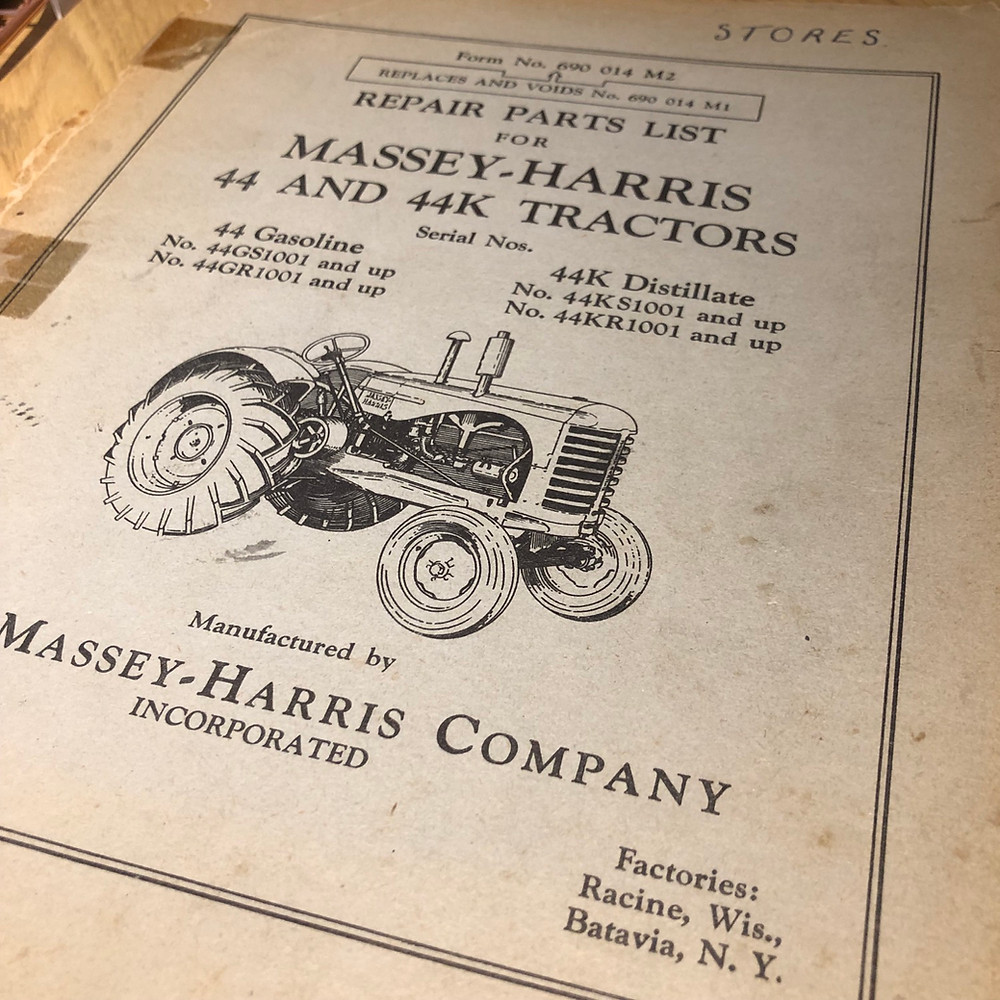 STORES.
Form No. 690 014 M2
REPLACES AND VOIDS No. 690 014 M1
REPAIR PARTS LIST
FOR
MASSEY-HARRIS
44 AND 44K TRACTORS
Serial Nos.
44 Gasoline
No. 44GS1001 and up
No. 44GR1001 and up
44K Distillate
No. 44KS1001 and up
No. 44KR1001 and up
MASSEY
HARRIS
Manufactured by
MASSEY-HARRIS COMPANY
INCORPORATED
Factories:
Racine, Wis.,
Batavia, N. Y.